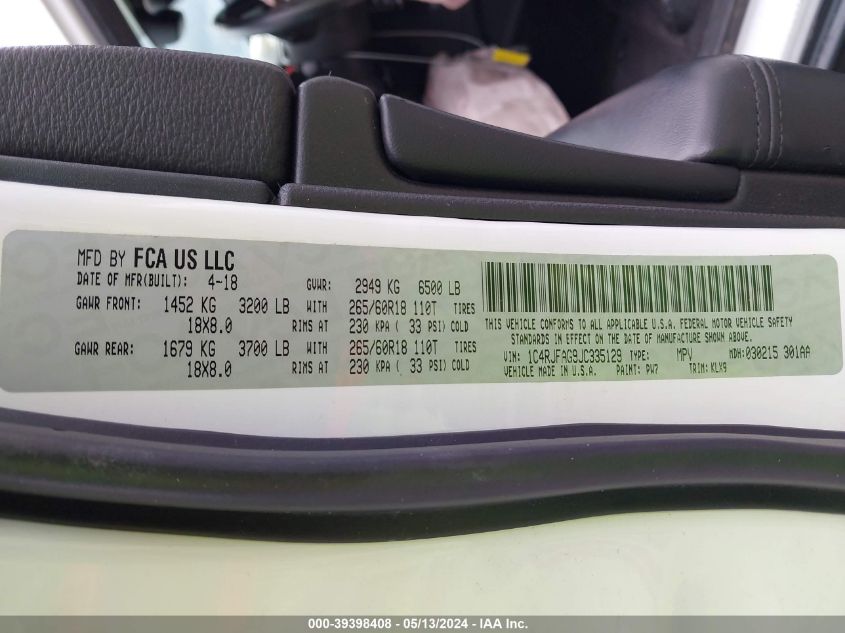 MFD BY FCA US LLC
DATE OF MFR(BUILT): 4-18 GVWR: 2949 KG 6500 LB
GAWR FRONT: 1452 KG 3200 LB WITH 265/60R18 110T TIRES
18X8.0 RIMS AT 230 KPA ( 33 PSI) COLD
GAWR REAR: 1679 KG 3700 LB WITH 265/60R18 110T TIRES
18X8.0 RIMS AT 230 KPA ( 33 PSI) COLD
THIS VEHICLE CONFORMS TO ALL APPLICABLE U.S.A. FEDERAL MOTOR VEHICLE SAFETY
STANDARDS IN EFFECT ON THE DATE OF MANUFACTURE SHOWN ABOVE.
VIN: 1C4RJFAG9JC335129 TYPE: MPV MDH: 030215 301AA
VEHICLE MADE IN U.S.A. PAINT: PW7 TRIM: KLX9
000-39398408 - 05/13/2024 - IAA Inc.